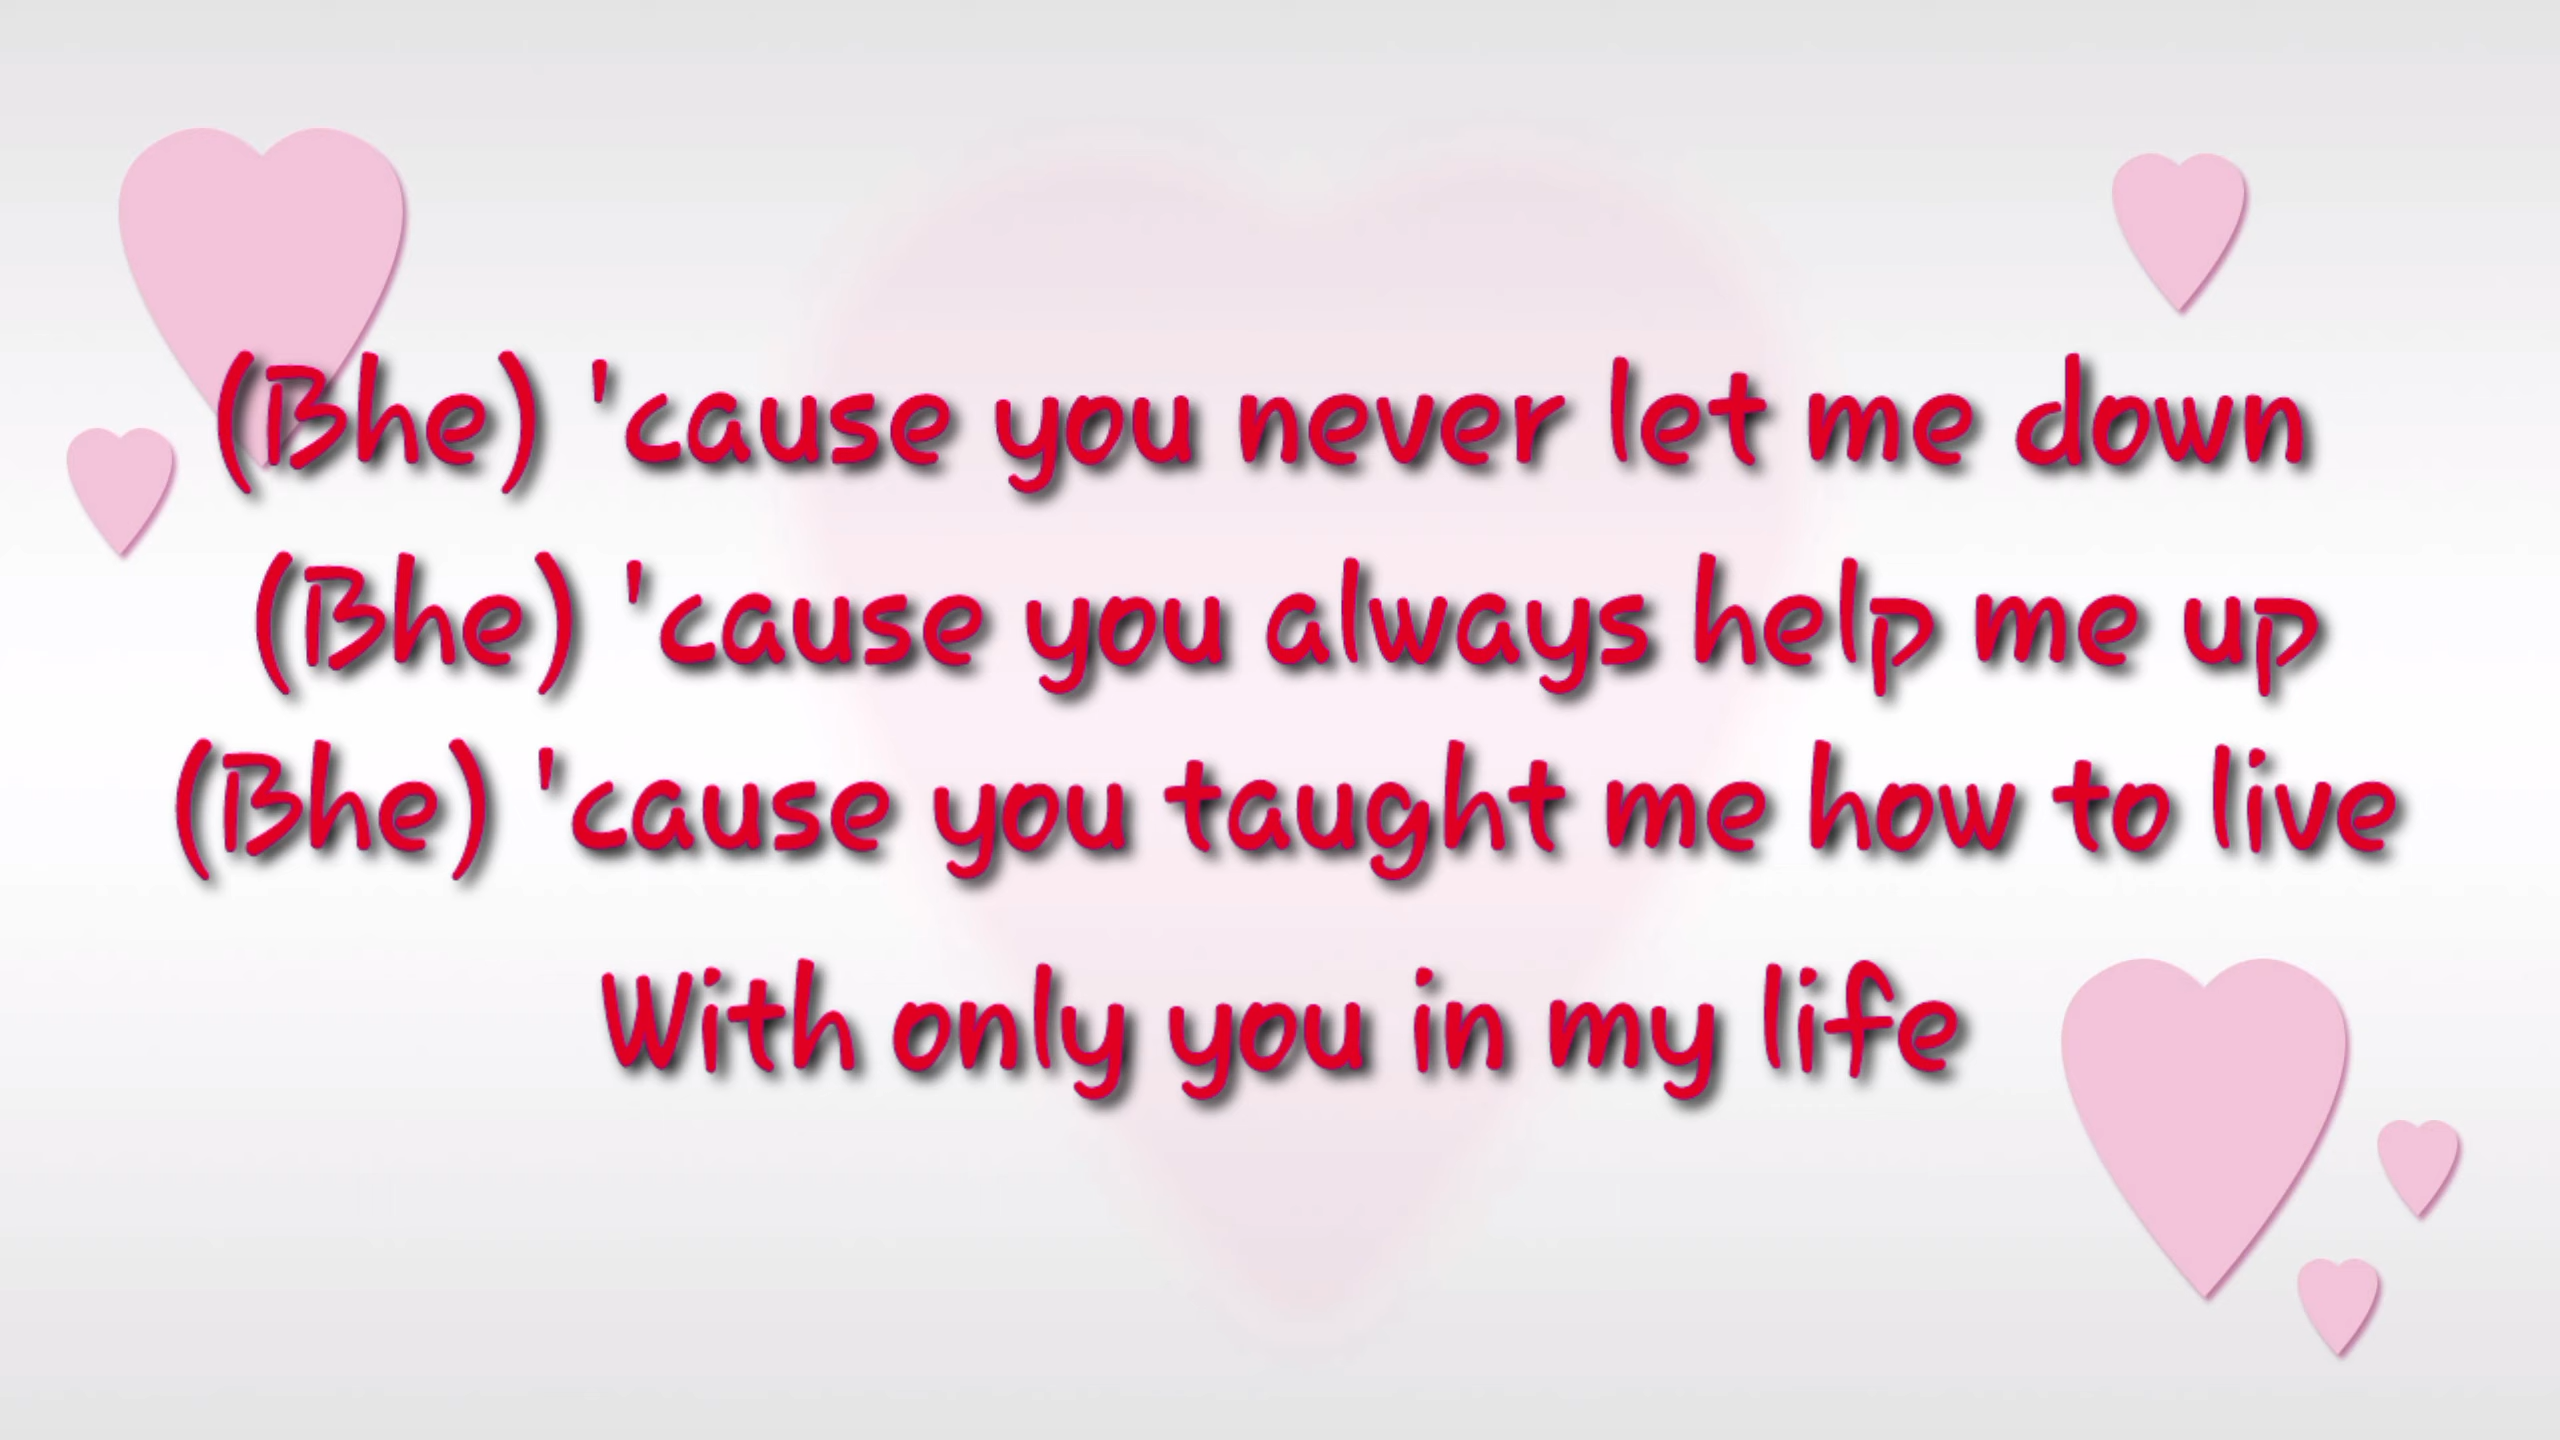 (Bhe) 'cause you never let me down
(Bhe) 'cause you always help me up
(Bhe) 'cause you taught me how to live
With only you in my life